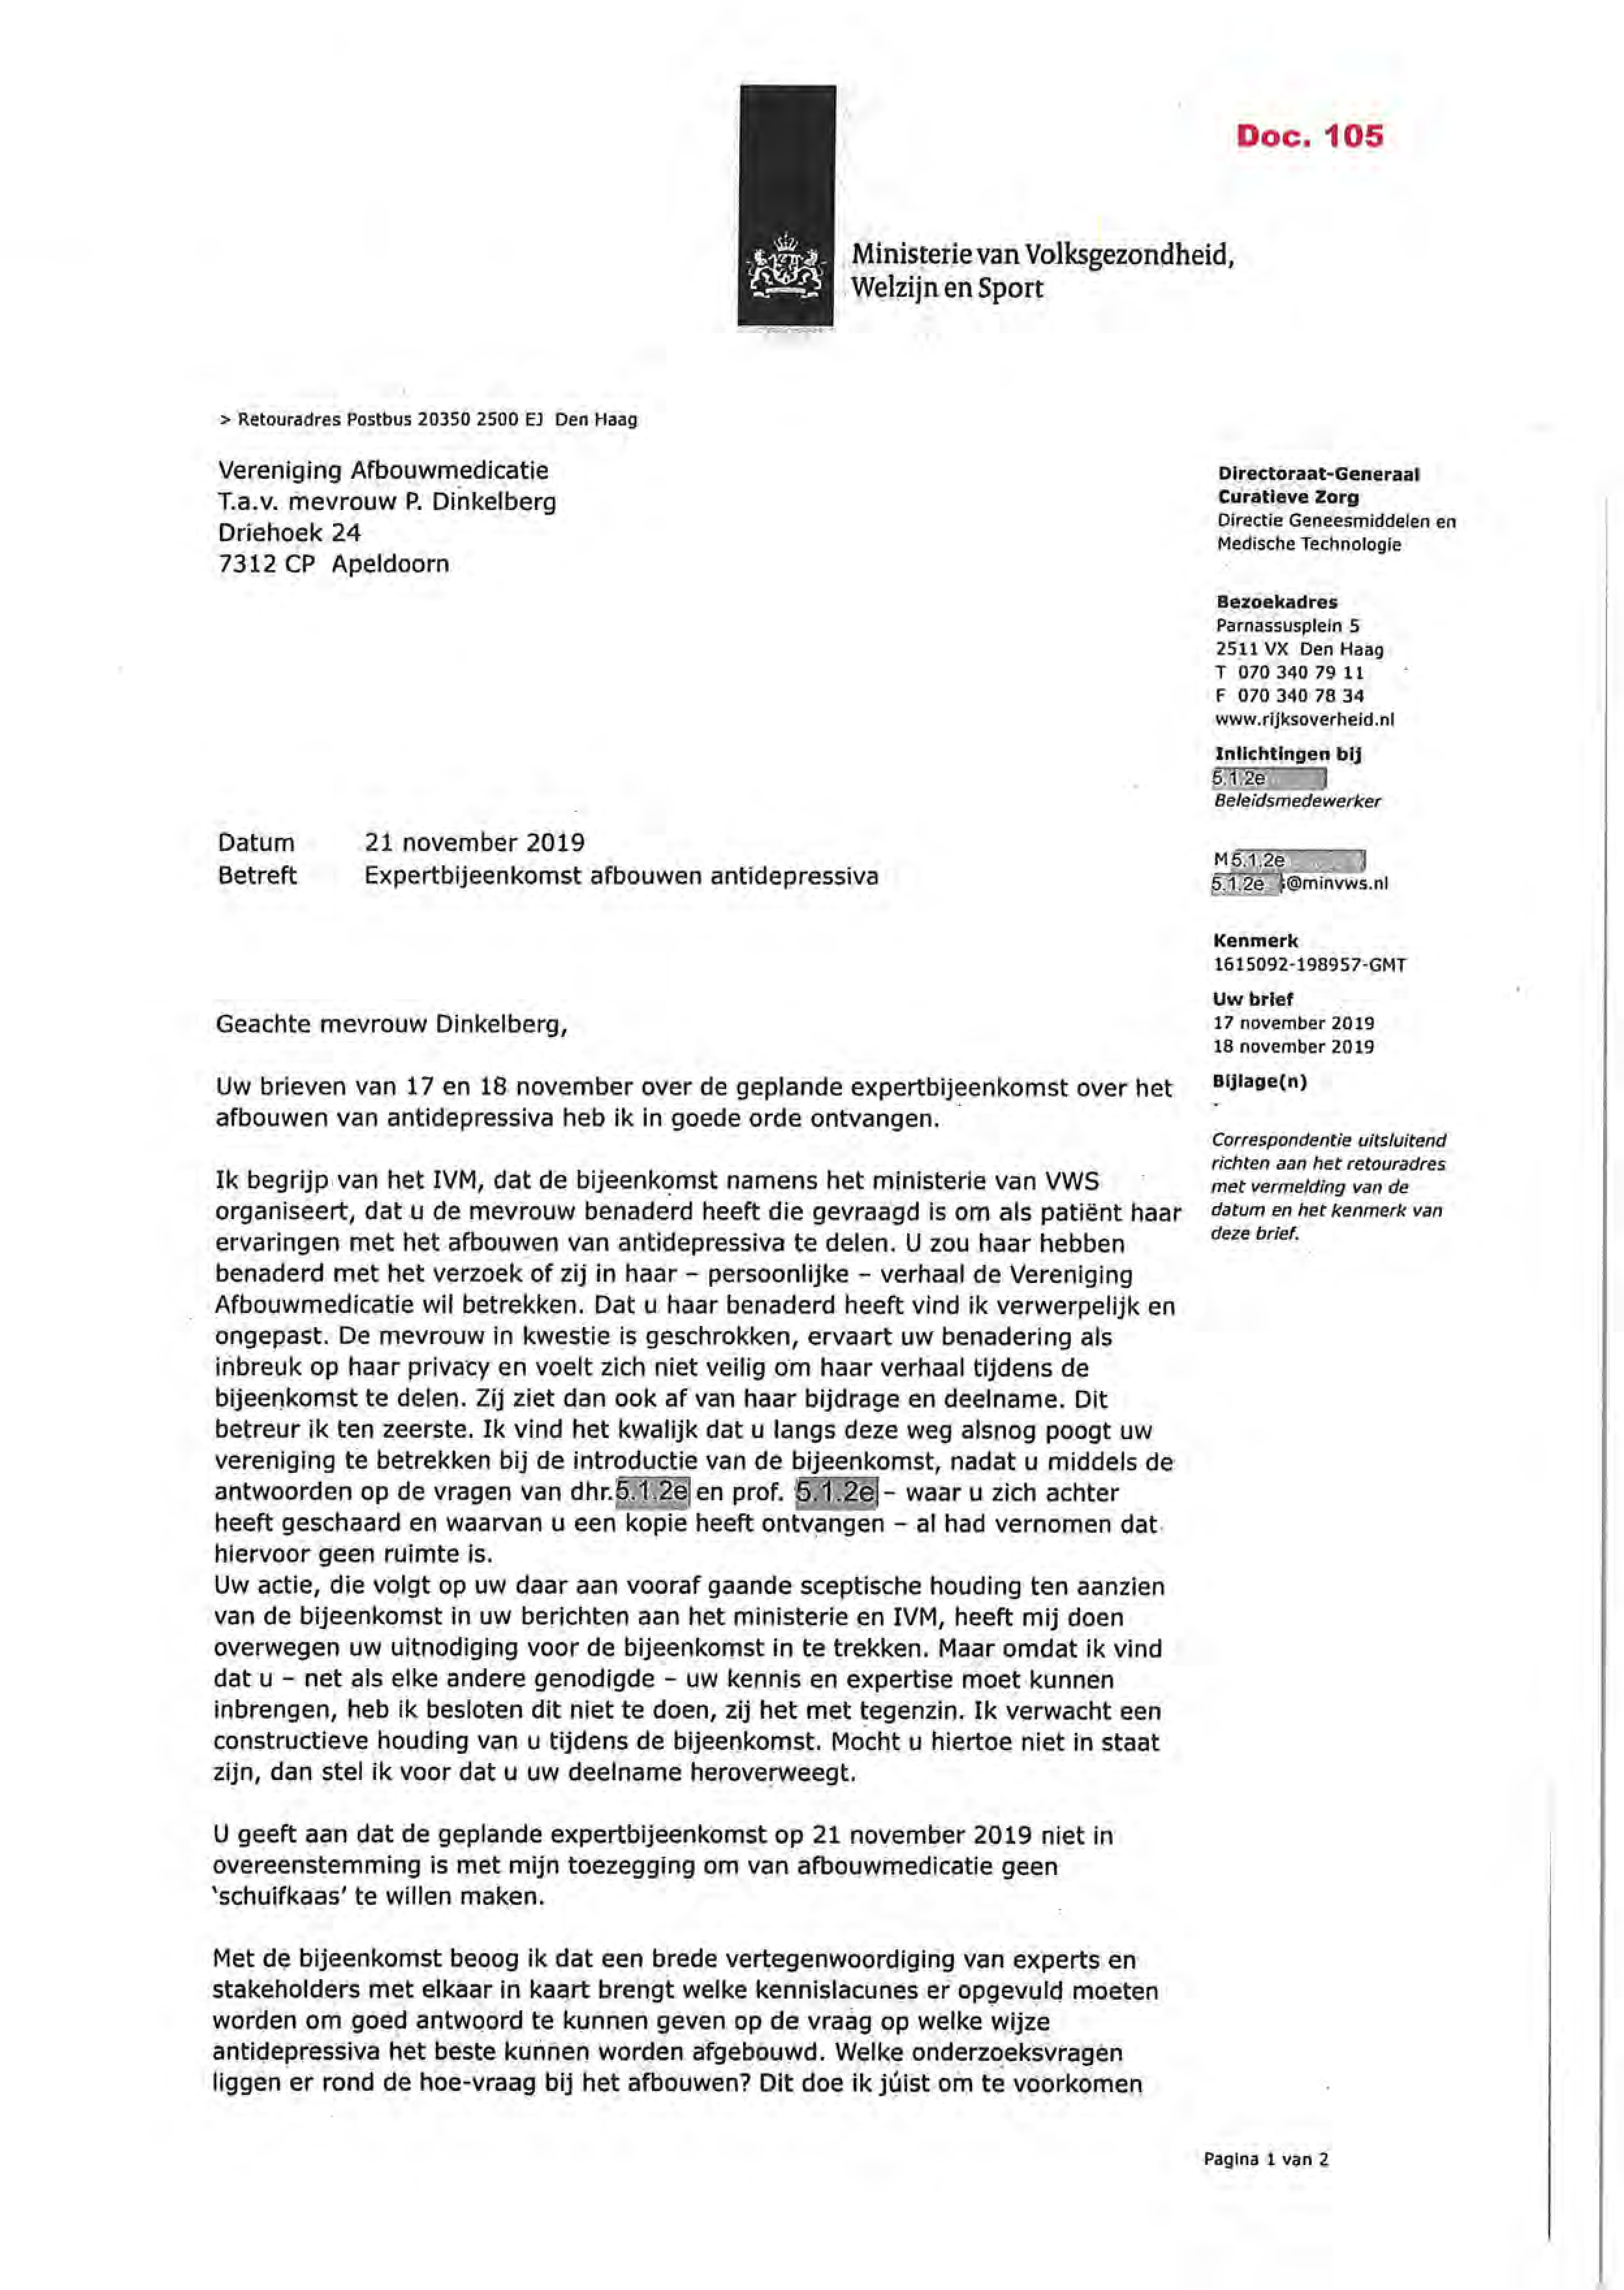 Doc. 105
Ministerie van Volksgezondheid,
Welzijn en Sport
> Retouradres Postbus 20350 2500 EJ Den Haag
Vereniging Afbouwmedicatie
T.a.v. mevrouw P. Dinkelberg
Driehoek 24
7312 CP Apeldoorn
Directoraat-Generaal
Curatieve Zorg
Directie Geneesmiddelen en
Medische Technologie
Bezoekadres
Parnassusplein 5
2511 VX Den Haag
T 070 340 79 11
F 070 340 78 34
www.rijksoverheid.nl
Inlichtingen bij
5.1.2e
Beleidsmedewerker
M 5.1.2e
5.1.2e @minvws.nl
Kenmerk
1615092-198957-GMT
Uw brief
17 november 2019
18 november 2019
Bijlage(n)
-
Correspondentie uitsluitend
richten aan het retouradres
met vermelding van de
datum en het kenmerk van
deze brief.
Datum 21 november 2019
Betreft Expertbijeenkomst afbouwen antidepressiva
Geachte mevrouw Dinkelberg,
Uw brieven van 17 en 18 november over de geplande expertbijeenkomst over het
afbouwen van antidepressiva heb ik in goede orde ontvangen.
Ik begrijp van het IVM, dat de bijeenkomst namens het ministerie van VWS
organiseert, dat u de mevrouw benaderd heeft die gevraagd is om als patiënt haar
ervaringen met het afbouwen van antidepressiva te delen. U zou haar hebben
benaderd met het verzoek of zij in haar – persoonlijke – verhaal de Vereniging
Afbouwmedicatie wil betrekken. Dat u haar benaderd heeft vind ik verwerpelijk en
ongepast. De mevrouw in kwestie is geschrokken, ervaart uw benadering als
inbreuk op haar privacy en voelt zich niet veilig om haar verhaal tijdens de
bijeenkomst te delen. Zij ziet dan ook af van haar bijdrage en deelname. Dit
betreur ik ten zeerste. Ik vind het kwalijk dat u langs deze weg alsnog poogt uw
vereniging te betrekken bij de introductie van de bijeenkomst, nadat u middels de
antwoorden op de vragen van dhr. 5.1.2e en prof. 5.1.2e – waar u zich achter
heeft geschaard en waarvan u een kopie heeft ontvangen – al had vernomen dat
hiervoor geen ruimte is.
Uw actie, die volgt op uw daar aan vooraf gaande sceptische houding ten aanzien
van de bijeenkomst in uw berichten aan het ministerie en IVM, heeft mij doen
overwegen uw uitnodiging voor de bijeenkomst in te trekken. Maar omdat ik vind
dat u – net als elke andere genodigde – uw kennis en expertise moet kunnen
inbrengen, heb ik besloten dit niet te doen, zij het met tegenzin. Ik verwacht een
constructieve houding van u tijdens de bijeenkomst. Mocht u hiertoe niet in staat
zijn, dan stel ik voor dat u uw deelname heroverweegt.
U geeft aan dat de geplande expertbijeenkomst op 21 november 2019 niet in
overeenstemming is met mijn toezegging om van afbouwmedicatie geen
‘schuifkaas’ te willen maken.
Met de bijeenkomst beoog ik dat een brede vertegenwoordiging van experts en
stakeholders met elkaar in kaart brengt welke kennislacunes er opgevuld moeten
worden om goed antwoord te kunnen geven op de vraag op welke wijze
antidepressiva het beste kunnen worden afgebouwd. Welke onderzoeksvragen
liggen er rond de hoe-vraag bij het afbouwen? Dit doe ik júist om te voorkomen
Pagina 1 van 2